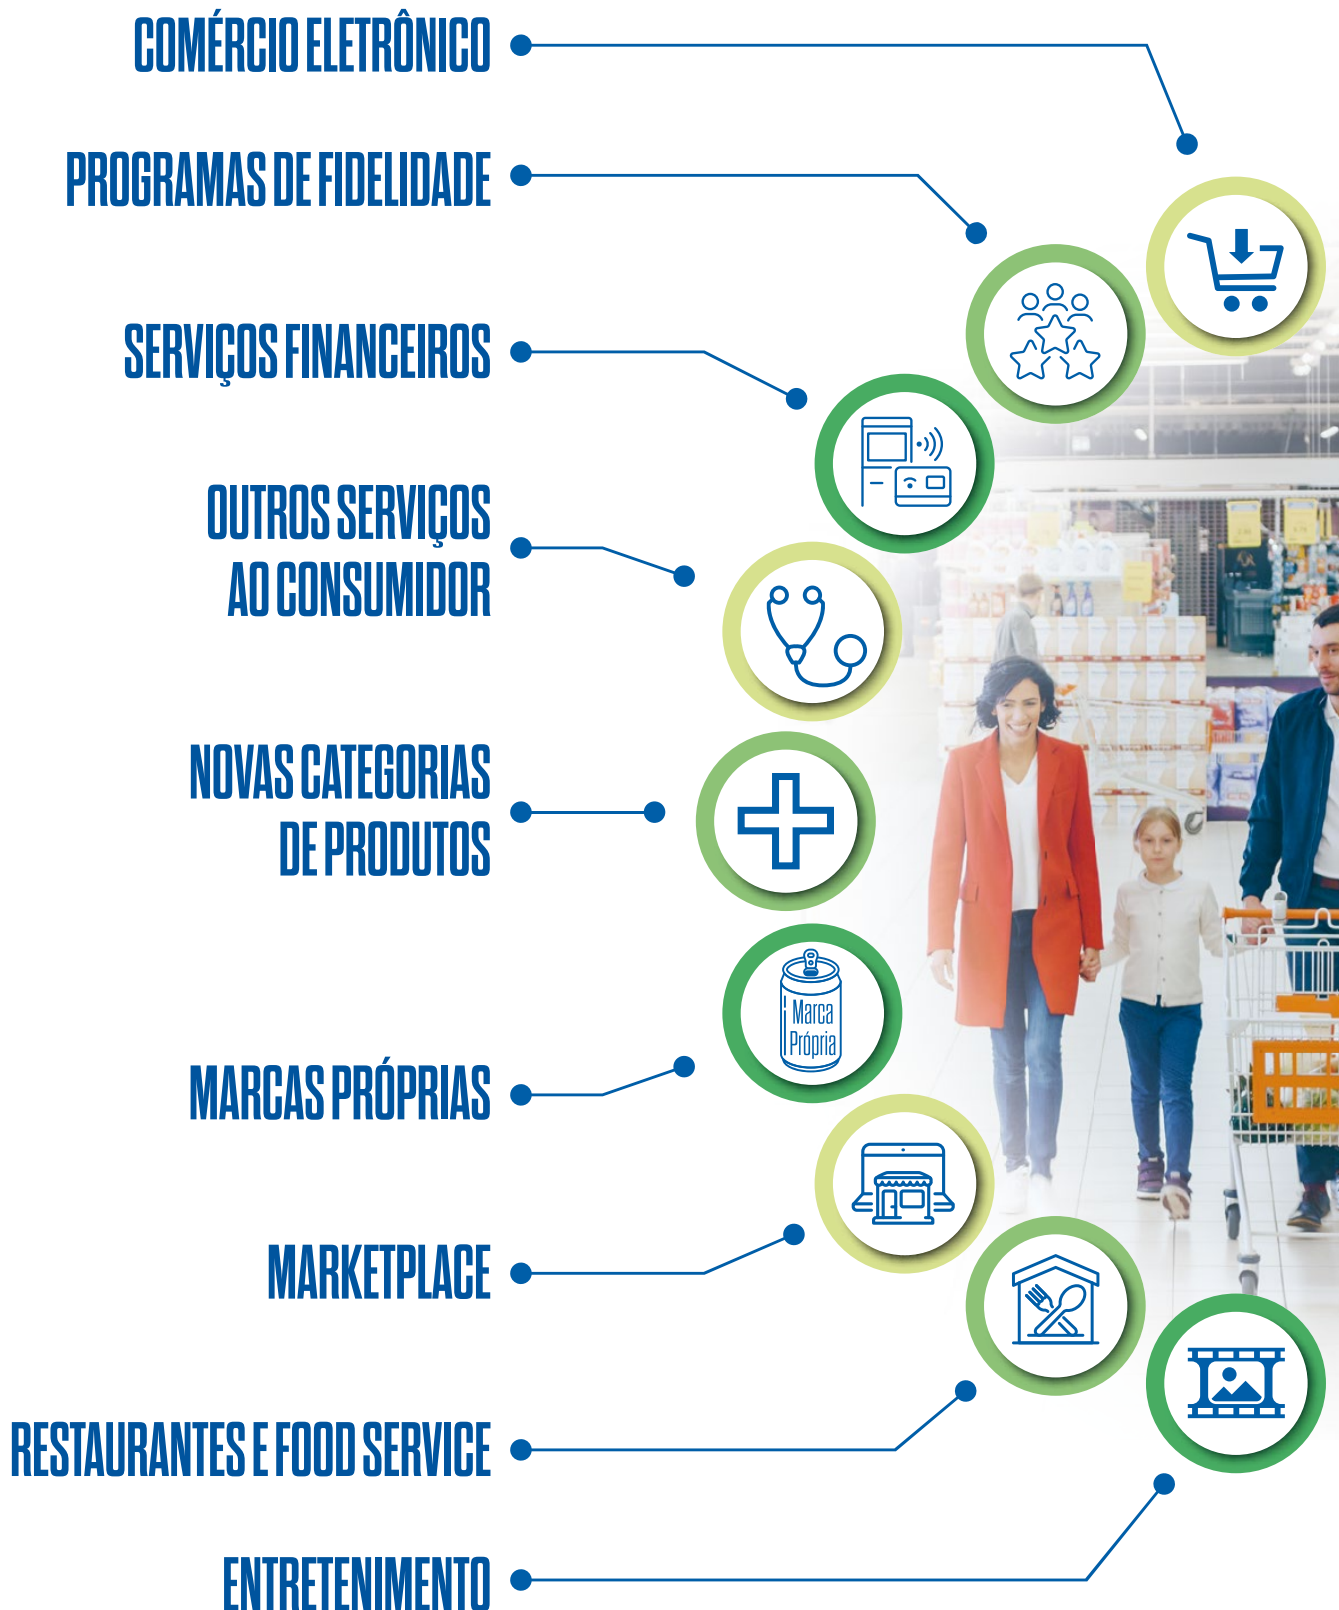 COMÉRCIO ELETRÔNICO
PROGRAMAS DE FIDELIDADE
SERVIÇOS FINANCEIROS
OUTROS SERVIÇOS
AO CONSUMIDOR
NOVAS CATEGORIAS
DE PRODUTOS
MARCAS PRÓPRIAS
Marca
Própria
MARKETPLACE
RESTAURANTES E FOOD SERVICE
ENTRETENIMENTO